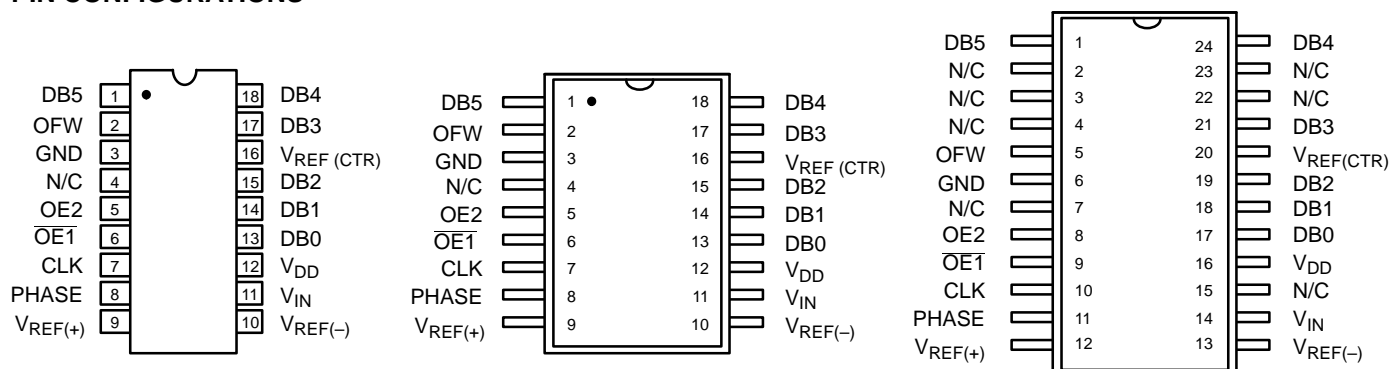 PIN CONFIGURATIONS
DB5 1 18 DB4
OFW 2 17 DB3
GND 3 16 VREF (CTR)
N/C 4 15 DB2
OE2 5 14 DB1
OE1 6 13 DB0
CLK 7 12 VDD
PHASE 8 11 VIN
VREF(+) 9 10 VREF(–)
DB5 1 18 DB4
OFW 2 17 DB3
GND 3 16 VREF (CTR)
N/C 4 15 DB2
OE2 5 14 DB1
OE1 6 13 DB0
CLK 7 12 VDD
PHASE 8 11 VIN
VREF(+) 9 10 VREF(–)
DB5 1 24 DB4
N/C 2 23 N/C
N/C 3 22 N/C
N/C 4 21 DB3
OFW 5 20 VREF(CTR)
GND 6 19 DB2
N/C 7 18 DB1
OE2 8 17 DB0
OE1 9 16 VDD
CLK 10 15 N/C
PHASE 11 14 VIN
VREF(+) 12 13 VREF(–)